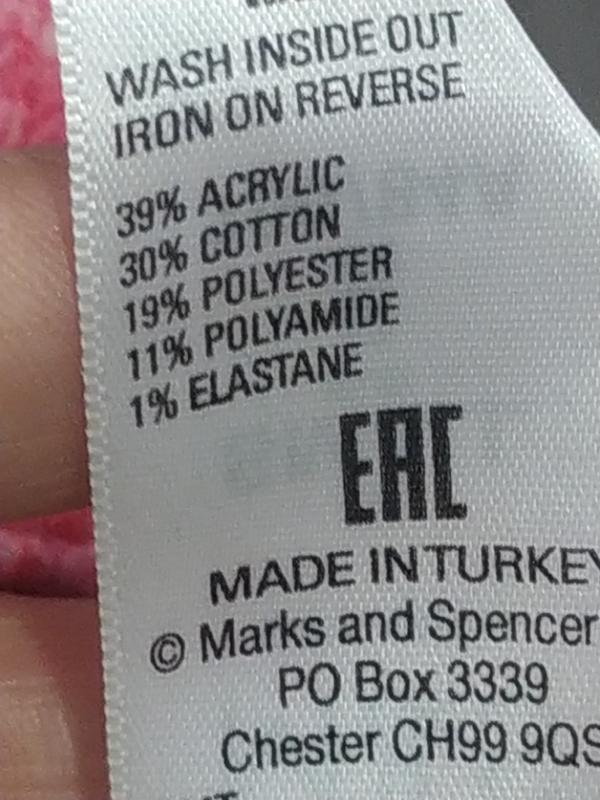 WASH INSIDE OUT
IRON ON REVERSE
39% ACRYLIC
30% COTTON
19% POLYESTER
11% POLYAMIDE
1% ELASTANE
EAC
MADE IN TURKEY
© Marks and Spencer
PO Box 3339
Chester CH99 9QS